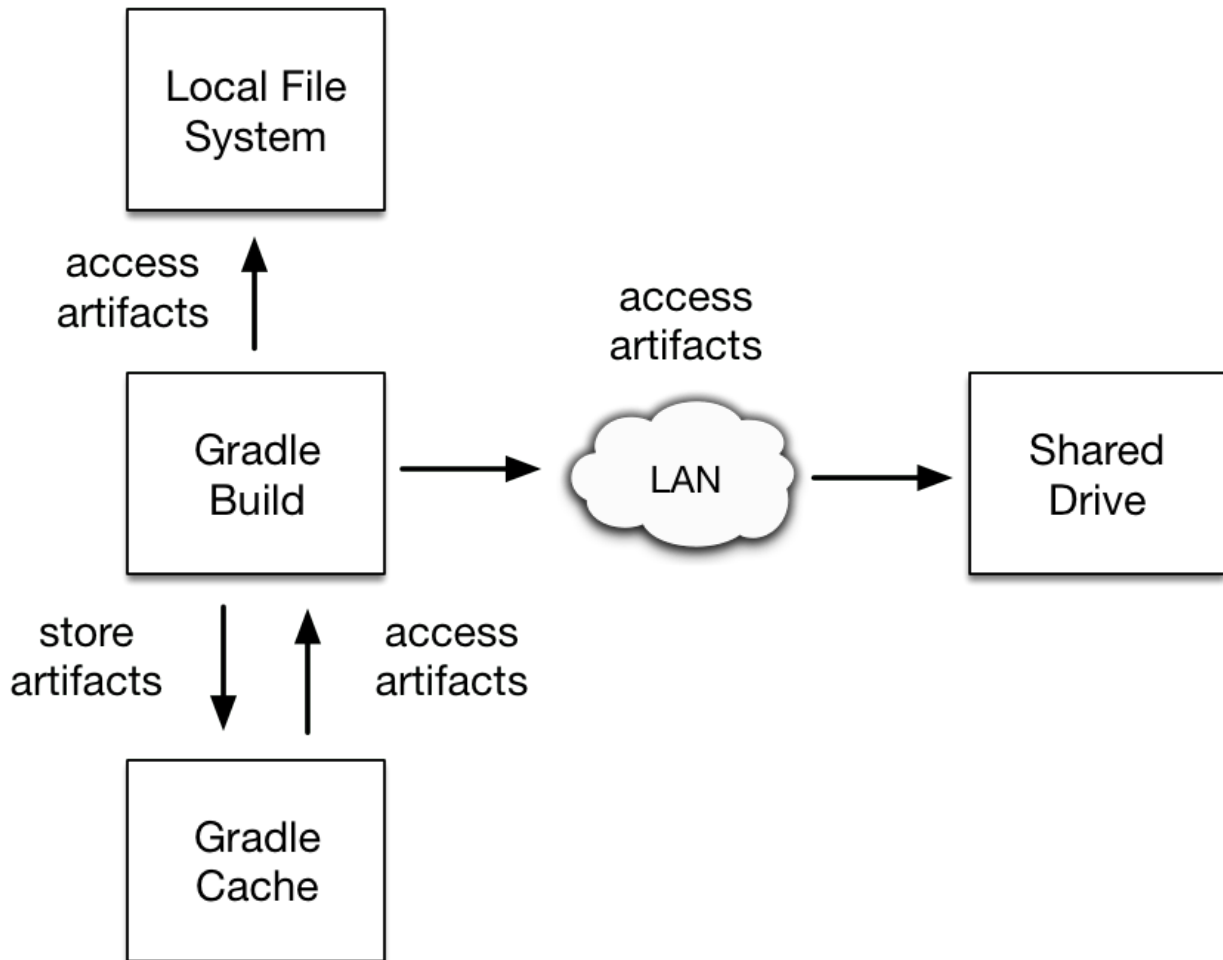 Local File
System
access
artifacts
access
artifacts
Gradle
Build
LAN
Shared
Drive
store
artifacts
access
artifacts
Gradle
Cache